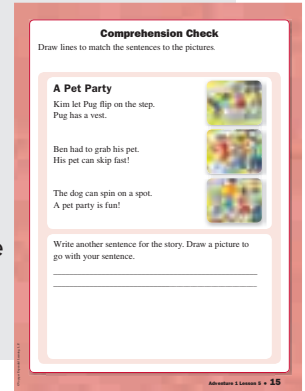 Comprehension Check
Draw lines to match the sentences to the pictures.
A Pet Party
Kim let Pug flip on the step.
Pug has a vest.
Ben had to grab his pet.
His pet can skip fast!
The dog can spin on a spot.
A pet party is fun!
Write another sentence for the story. Draw a picture to
go with your sentence.
e
Adventure 1 Lesson 5 • 15